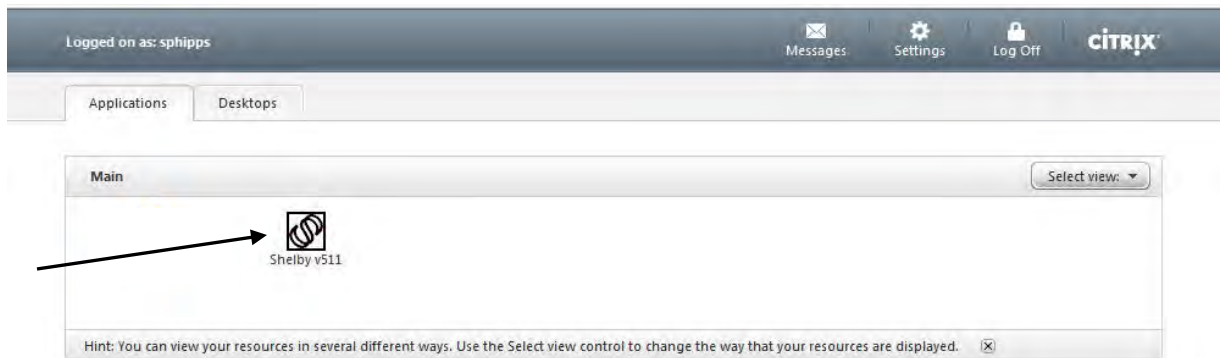 Logged on as: sphipps
Messages
Settings
Log Off
CİTRIX
Applications
Desktops
Main
Select view:
Shelby v511
Hint: You can view your resources in several different ways. Use the Select view control to change the way that your resources are displayed.